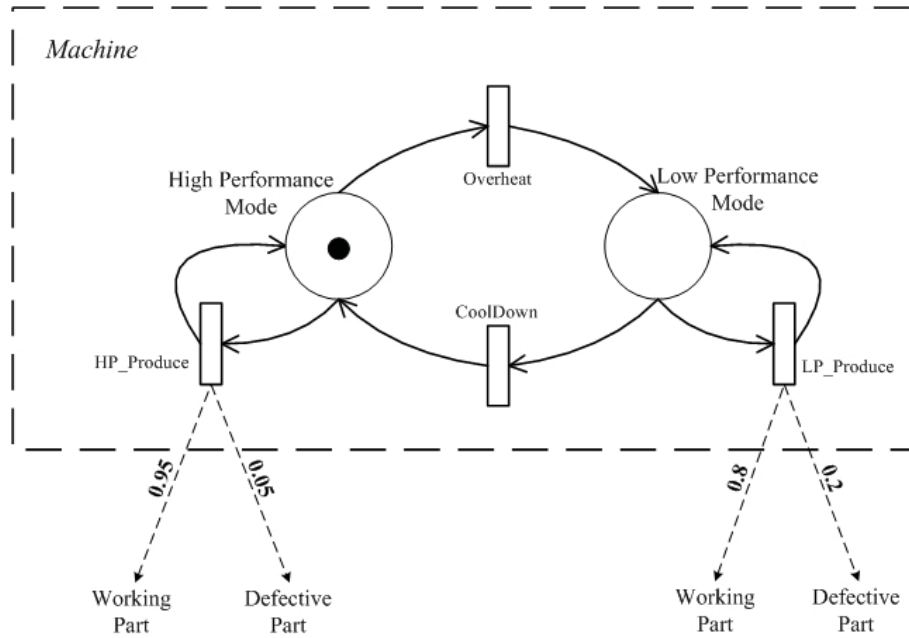 Machine
Overheat
High Performance
Mode
Low Performance
Mode
CoolDown
HP_Produce
LP_Produce
0.95
0.05
0.8
0.2
Working
Part
Defective
Part
Working
Part
Defective
Part